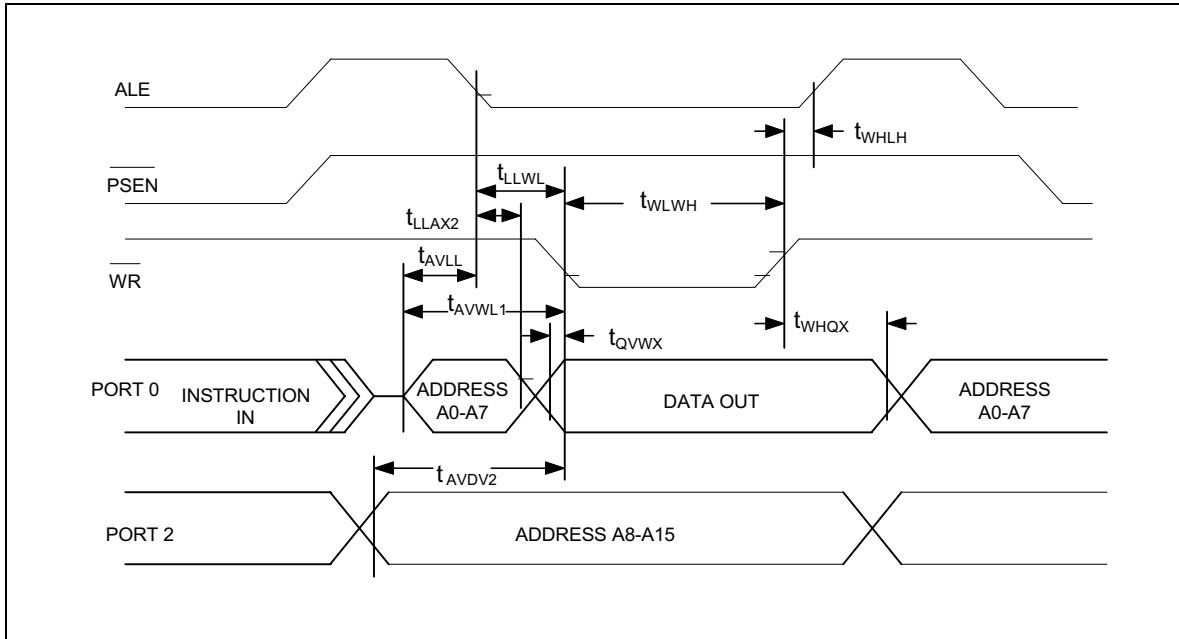 ALE
tWHLH
PSEN
tLLWL
tWLWH
tLLAX2
tAVLL
WR
tAVWL1
tWHQX
tQVWX
PORT 0
INSTRUCTION
IN
ADDRESS
A0-A7
DATA OUT
ADDRESS
A0-A7
tAVDV2
PORT 2
ADDRESS A8-A15